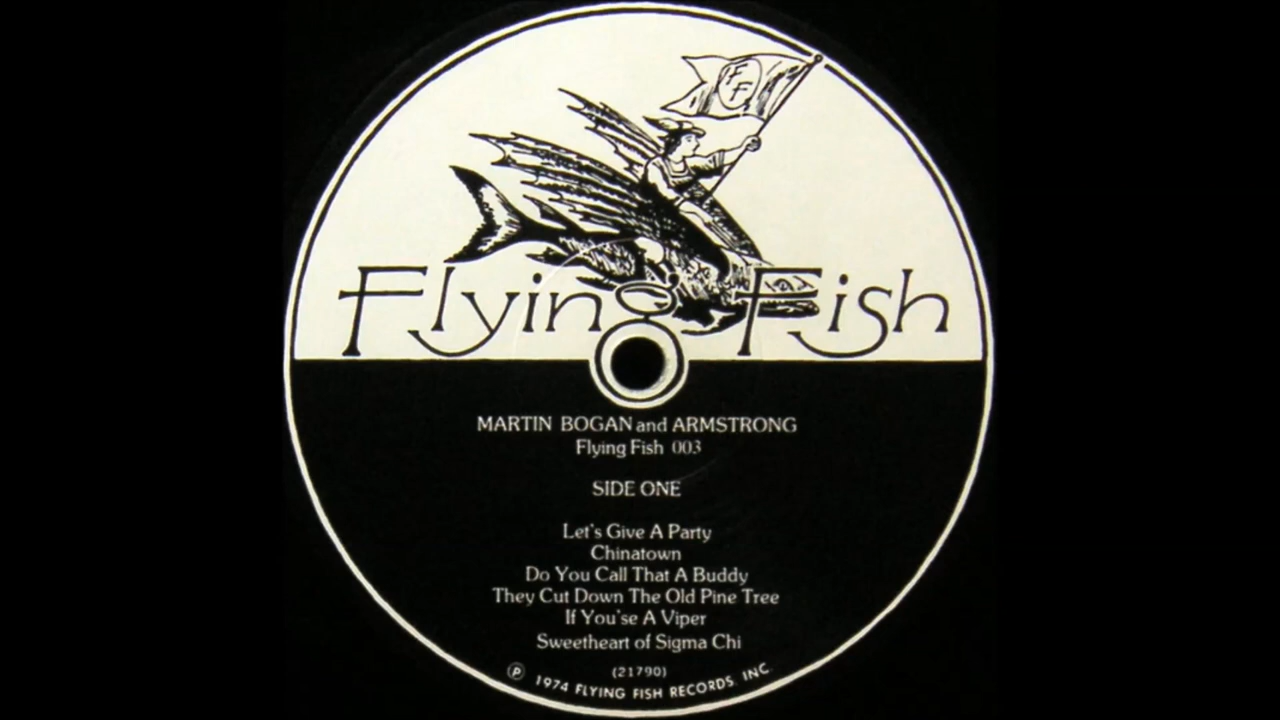 FF
Flying Fish
MARTIN BOGAN and ARMSTRONG
Flying Fish 003
SIDE ONE
Let's Give A Party
Chinatown
Do You Call That A Buddy
They Cut Down The Old Pine Tree
If You'se A Viper
Sweetheart of Sigma Chi
(21790)
Ⓟ 1974 FLYING FISH RECORDS, INC.